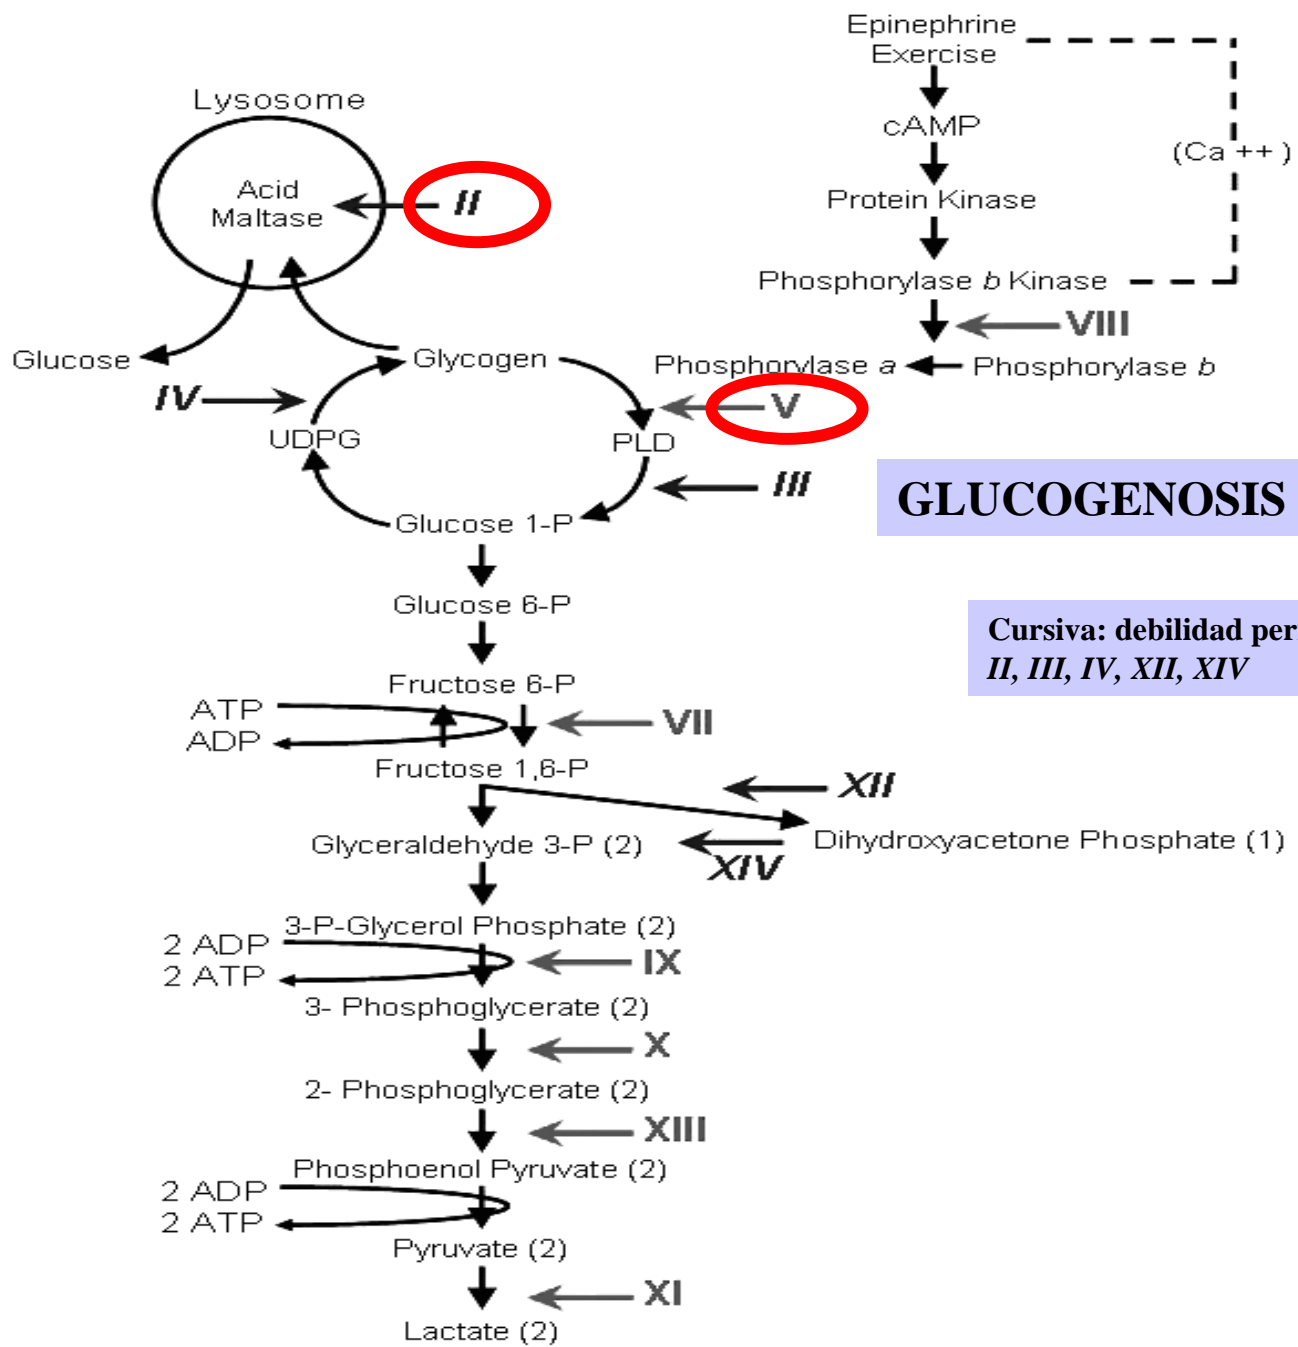 Epinephrine
Exercise
Lysosome
cAMP
(Ca ++ )
Acid
Maltase
II
Protein Kinase
Phosphorylase b Kinase
VIII
Glucose
Glycogen
Phosphorylase a
Phosphorylase b
IV
V
UDPG
PLD
III
GLUCOGENOSIS
Glucose 1-P
Glucose 6-P
Cursiva: debilidad per
II, III, IV, XII, XIV
Fructose 6-P
ATP
ADP
VII
Fructose 1,6-P
XII
Glyceraldehyde 3-P (2)
Dihydroxyacetone Phosphate (1)
XIV
3-P-Glycerol Phosphate (2)
2 ADP
2 ATP
IX
3- Phosphoglycerate (2)
X
2- Phosphoglycerate (2)
XIII
Phosphoenol Pyruvate (2)
2 ADP
2 ATP
Pyruvate (2)
XI
Lactate (2)